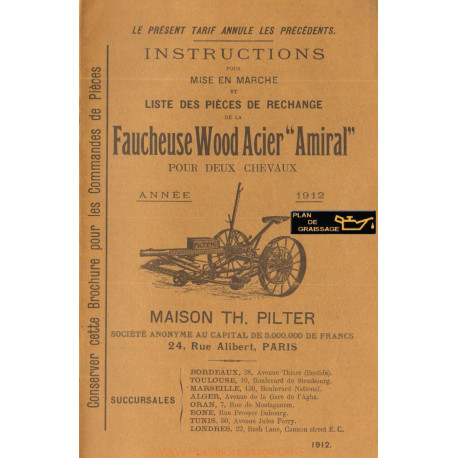 LE PRÉSENT TARIF ANNULE LES PRÉCÉDENTS.
INSTRUCTIONS
POUR
MISE EN MARCHE
ET
LISTE DES PIÈCES DE RECHANGE
DE LA
Faucheuse Wood Acier "Amiral"
POUR DEUX CHEVAUX
ANNÉE 1912
PLAN
DE
GRAISSAGE
PILTER
MAISON TH. PILTER
SOCIÉTÉ ANONYME AU CAPITAL DE 3.000.000 DE FRANCS
24, Rue Alibert, PARIS
SUCCURSALES
BORDEAUX, 28, Avenue Thiers (Bastide).
TOULOUSE, 10, Boulevard de Strasbourg.
MARSEILLE, 130, Boulevard National.
ALGER, Avenue de la Gare de l'Agha.
ORAN, 7, Rue de Mostaganem.
BONE, Rue Prosper Dubourg.
TUNIS, 50, Avenue Jules Ferry.
LONDRES, 22, Bush Lane, Cannon street E.C.
1912.
Conserver cette Brochure pour les Commandes de Pièces